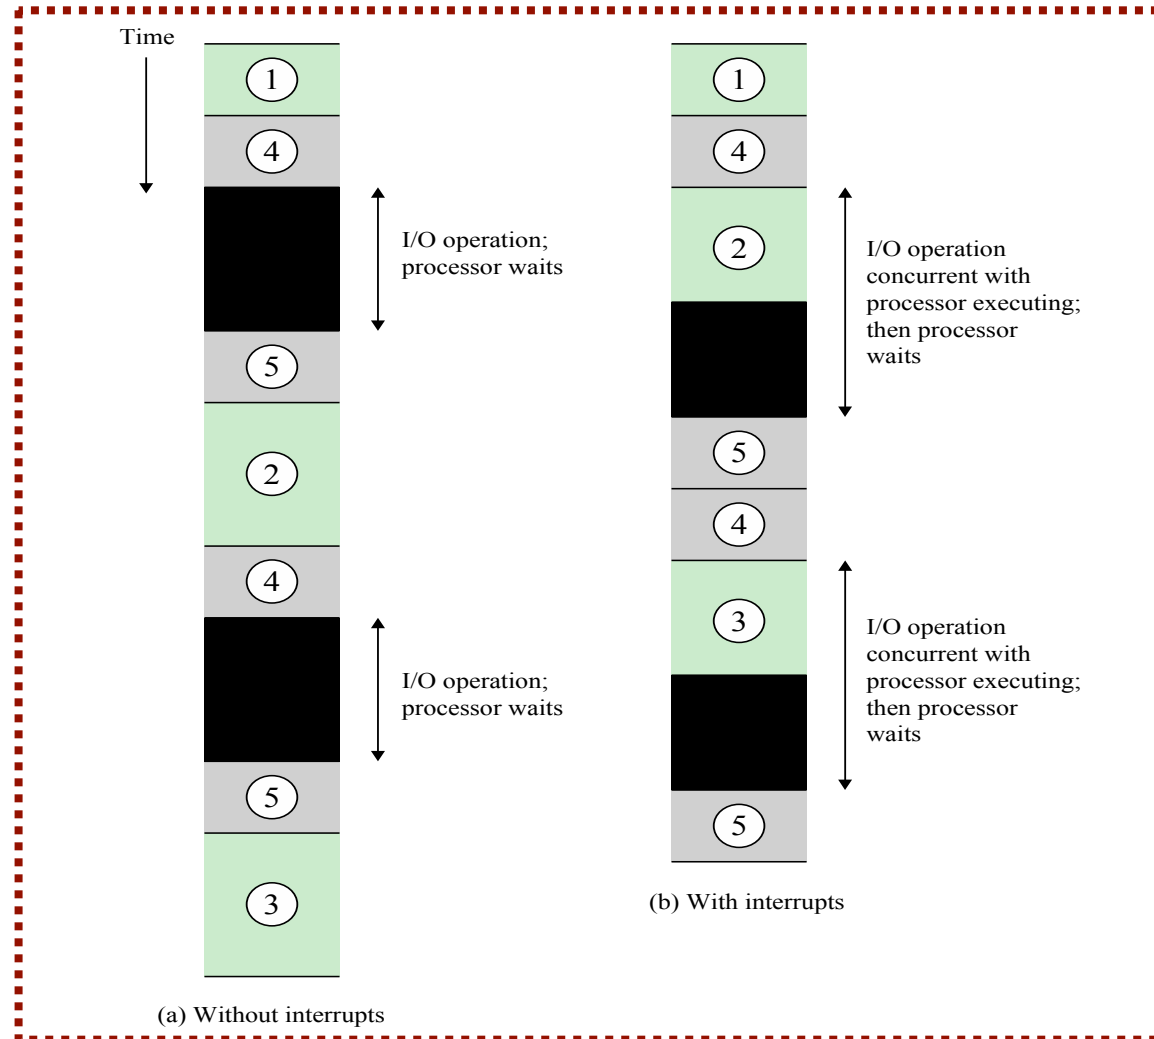 Time
1
4
I/O operation;
processor waits
5
2
4
I/O operation;
processor waits
5
3
(a) Without interrupts
1
4
2
I/O operation
concurrent with
processor executing;
then processor
waits
5
4
3
I/O operation
concurrent with
processor executing;
then processor
waits
5
(b) With interrupts